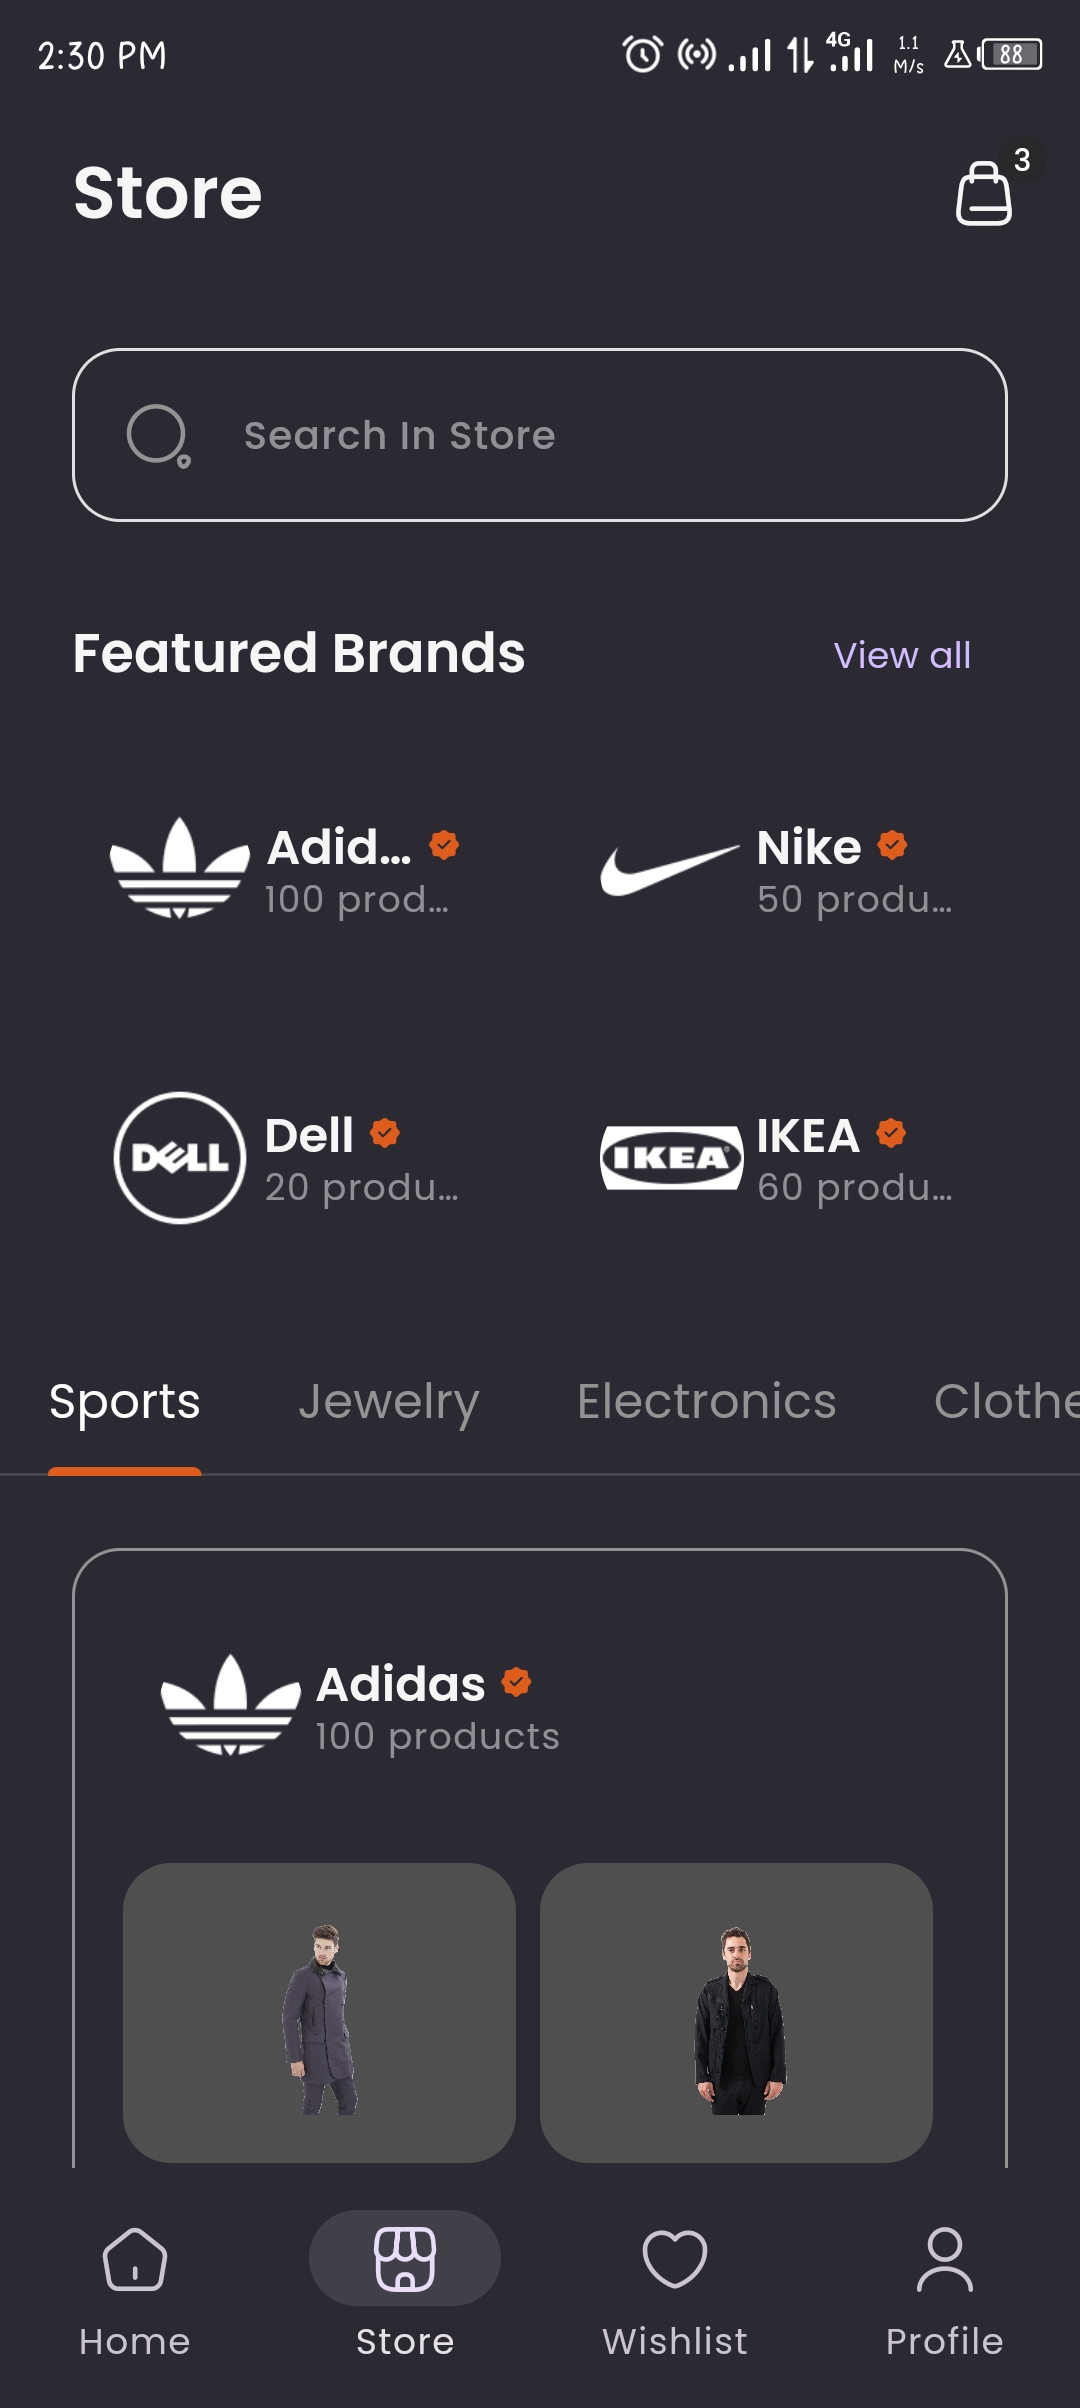 2:30 PM
4G
1.1
M/s
88
Store
3
Search In Store
Featured Brands
View all
Adid...
100 prod...
Nike
50 produ...
DELL
Dell
20 produ...
IKEA
IKEA
60 produ...
Sports
Jewelry
Electronics
Clothe
Adidas
100 products
Home
Store
Wishlist
Profile